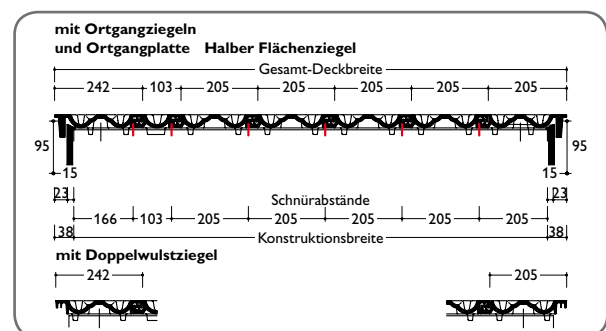 mit Ortgangziegeln
und Ortgangplatte Halber Flächenziegel
Gesamt-Deckbreite
242 103 205 205 205 205 205
95 95
15 15
23 23
Schnürabstände
166 103 205 205 205 205 205
38 Konstruktionsbreite 38
mit Doppelwulstziegel
242 205